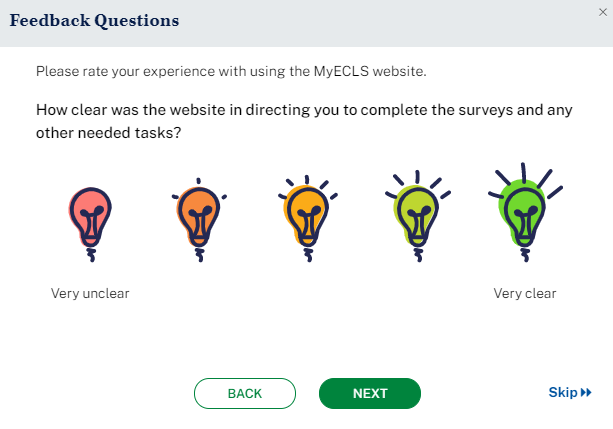 Feedback Questions
Please rate your experience with using the MyECLS website.
How clear was the website in directing you to complete the surveys and any
other needed tasks?
Very unclear
Very clear
BACK
NEXT
Skip